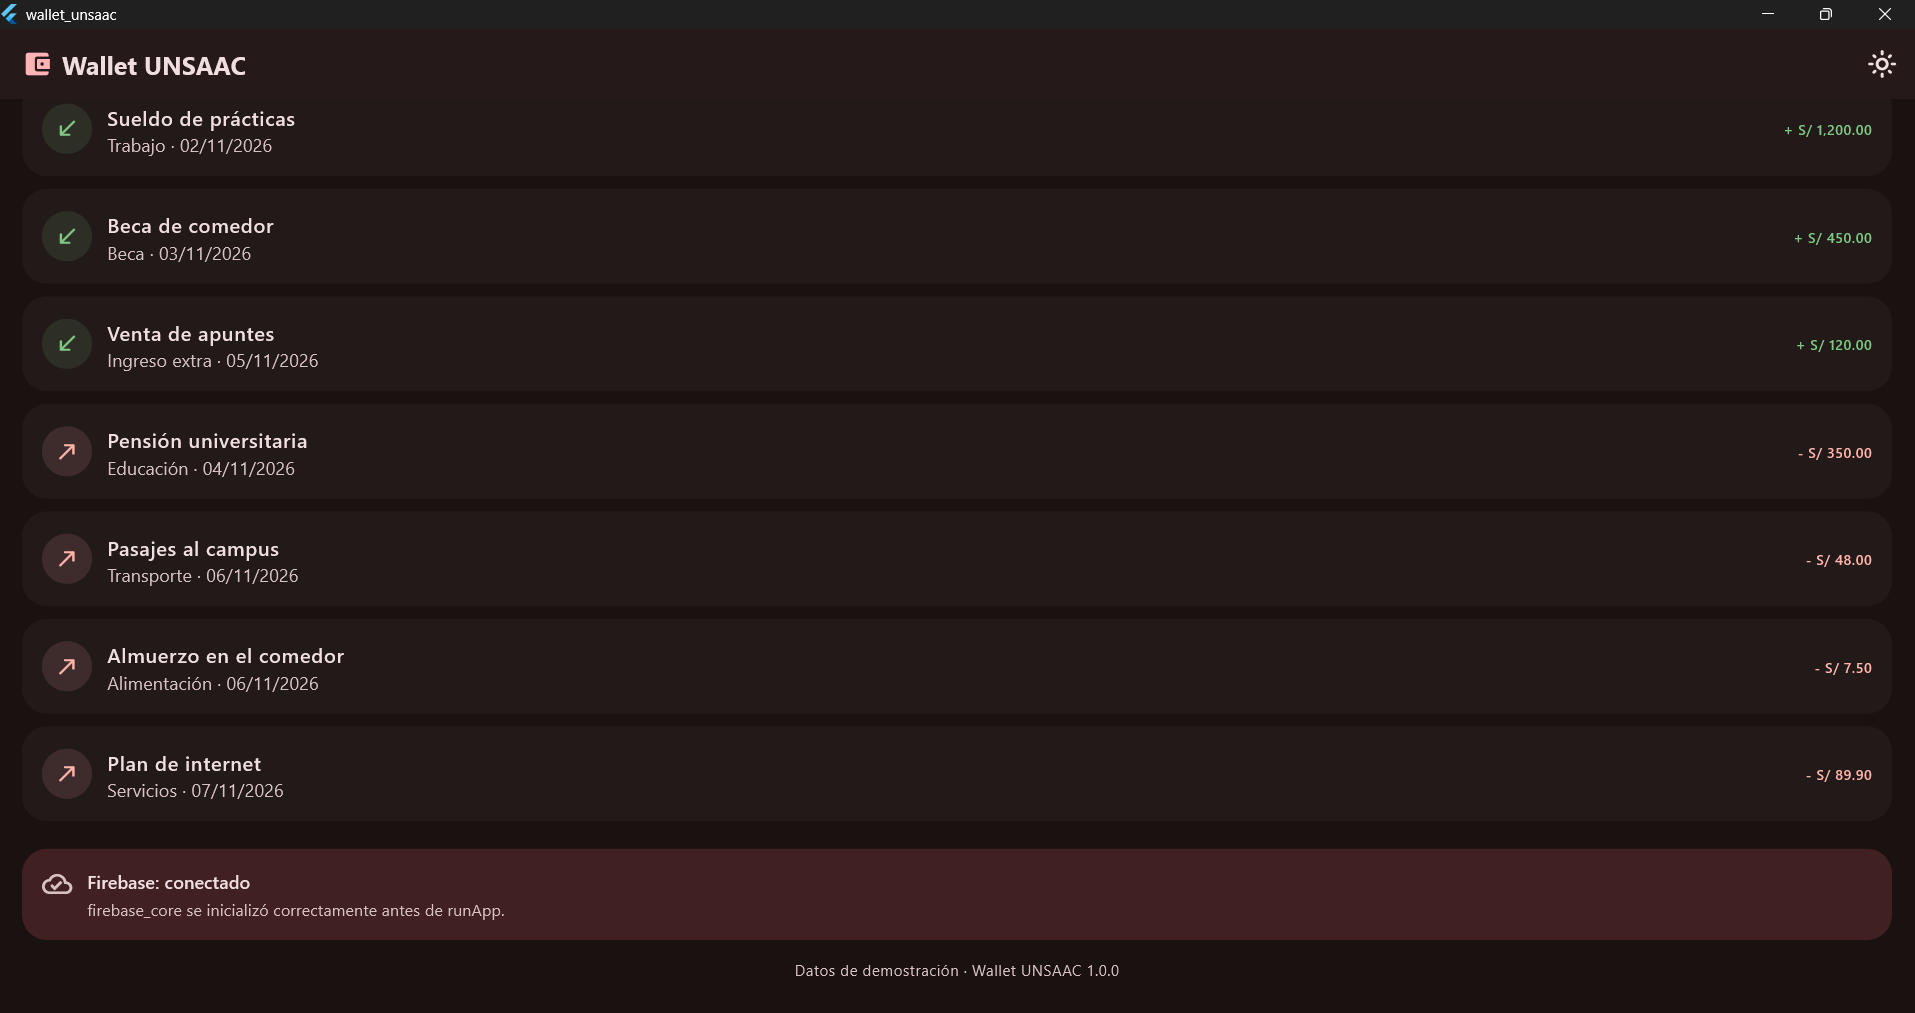 wallet_unsaac
Wallet UNSAAC
Sueldo de prácticas
Trabajo · 02/11/2026
+ S/ 1,200.00
Beca de comedor
Beca · 03/11/2026
+ S/ 450.00
Venta de apuntes
Ingreso extra · 05/11/2026
+ S/ 120.00
Pensión universitaria
Educación · 04/11/2026
- S/ 350.00
Pasajes al campus
Transporte · 06/11/2026
- S/ 48.00
Almuerzo en el comedor
Alimentación · 06/11/2026
- S/ 7.50
Plan de internet
Servicios · 07/11/2026
- S/ 89.90
Firebase: conectado
firebase_core se inicializó correctamente antes de runApp.
Datos de demostración · Wallet UNSAAC 1.0.0